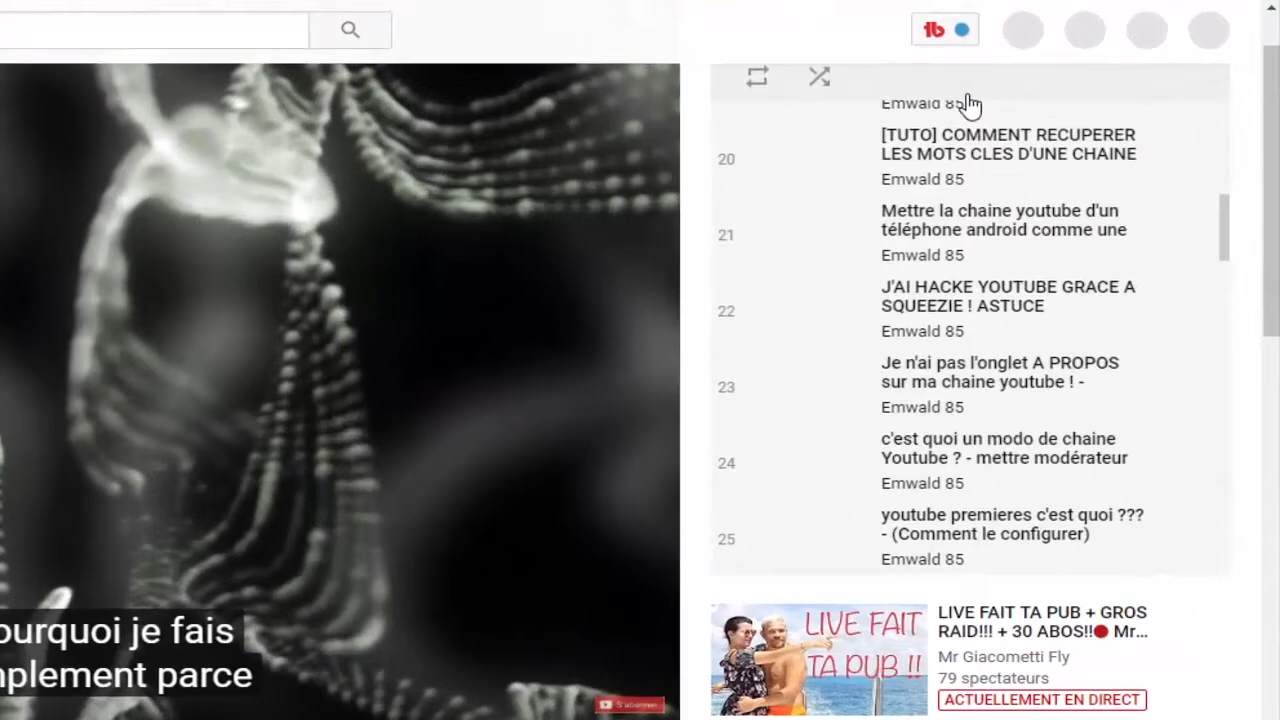 Emwald 85
20
[TUTO] COMMENT RECUPERER
LES MOTS CLES D'UNE CHAINE
Emwald 85
21
Mettre la chaine youtube d'un
téléphone android comme une
Emwald 85
22
J'AI HACKE YOUTUBE GRACE A
SQUEEZIE ! ASTUCE
Emwald 85
23
Je n'ai pas l'onglet A PROPOS
sur ma chaine youtube ! -
Emwald 85
24
c'est quoi un modo de chaine
Youtube ? - mettre modérateur
Emwald 85
25
youtube premieres c'est quoi ???
- (Comment le configurer)
Emwald 85
ourquoi je fais
nplement parce
S'abonner
LIVE FAIT
TA PUB !!
LIVE FAIT TA PUB + GROS
RAID!!! + 30 ABOS!!🔴 Mr...
Mr Giacometti Fly
79 spectateurs
ACTUELLEMENT EN DIRECT